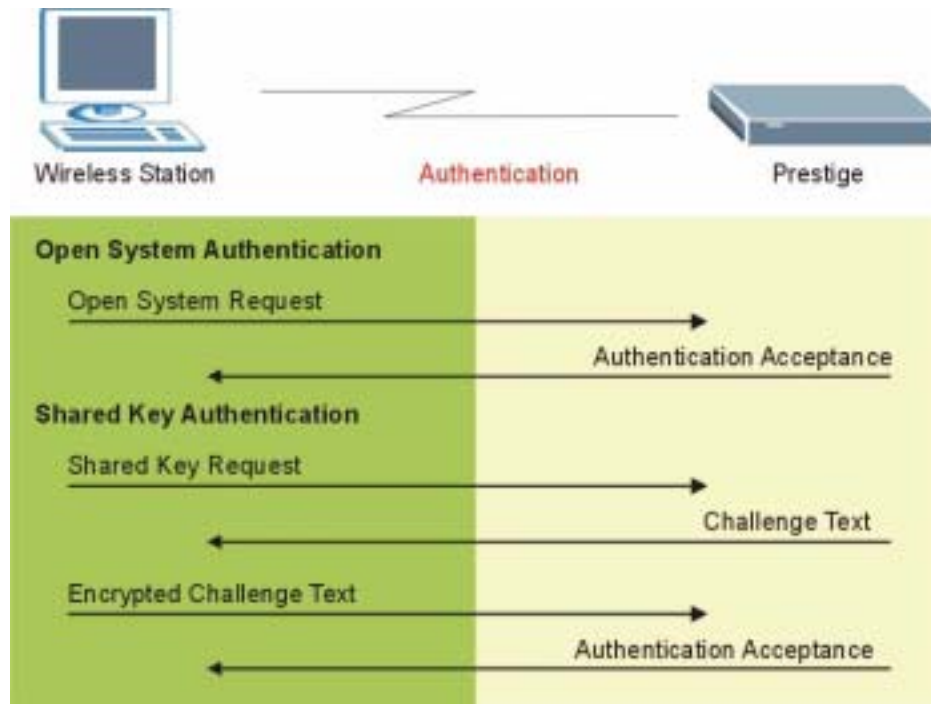 Wireless Station
Authentication
Prestige
Open System Authentication
Open System Request
Authentication Acceptance
Shared Key Authentication
Shared Key Request
Challenge Text
Encrypted Challenge Text
Authentication Acceptance